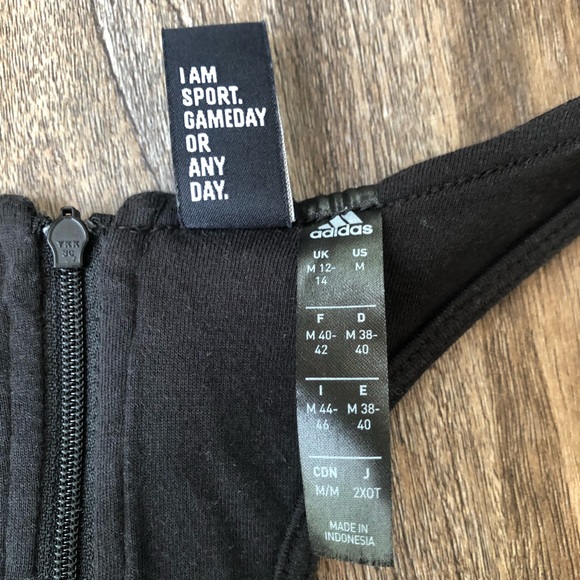 I AM
SPORT.
GAMEDAY
OR
ANY
DAY.
YKK
adidas
UK US
M 12-14 M
F D
M 40-42 M 38-40
I E
M 44-46 M 38-40
CDN J
M/M 2XOT
MADE IN
INDONESIA